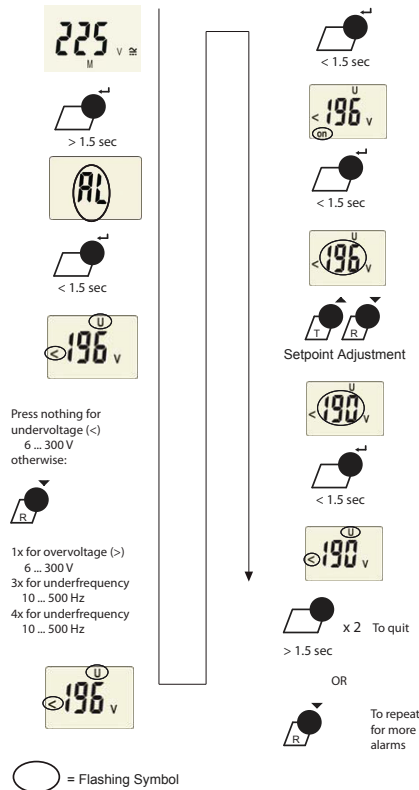 225 V ≅
M
> 1.5 sec
AL
< 1.5 sec
U
< 196 V
Press nothing for
undervoltage (<)
6 ... 300 V
otherwise:
R
1x for overvoltage (>)
6 ... 300 V
3x for underfrequency
10 ... 500 Hz
4x for underfrequency
10 ... 500 Hz
U
< 196 V
= Flashing Symbol
< 1.5 sec
U
< 196 V
on
< 1.5 sec
U
< 196 V
T R
Setpoint Adjustment
U
< 190 V
< 1.5 sec
U
< 190 V
x 2 To quit
> 1.5 sec
OR
R
To repeat
for more
alarms